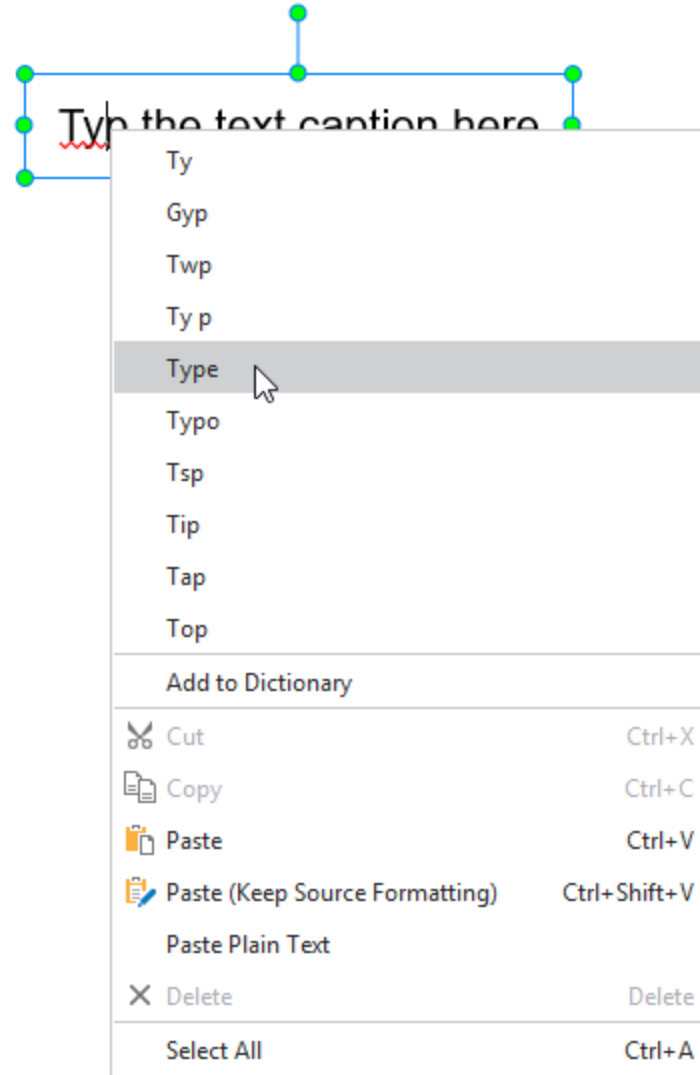 Typ the text caption here
Ty
Gyp
Twp
Ty p
Type
Typo
Tsp
Tip
Tap
Top
Add to Dictionary
Cut Ctrl+X
Copy Ctrl+C
Paste Ctrl+V
Paste (Keep Source Formatting) Ctrl+Shift+V
Paste Plain Text
Delete Delete
Select All Ctrl+A